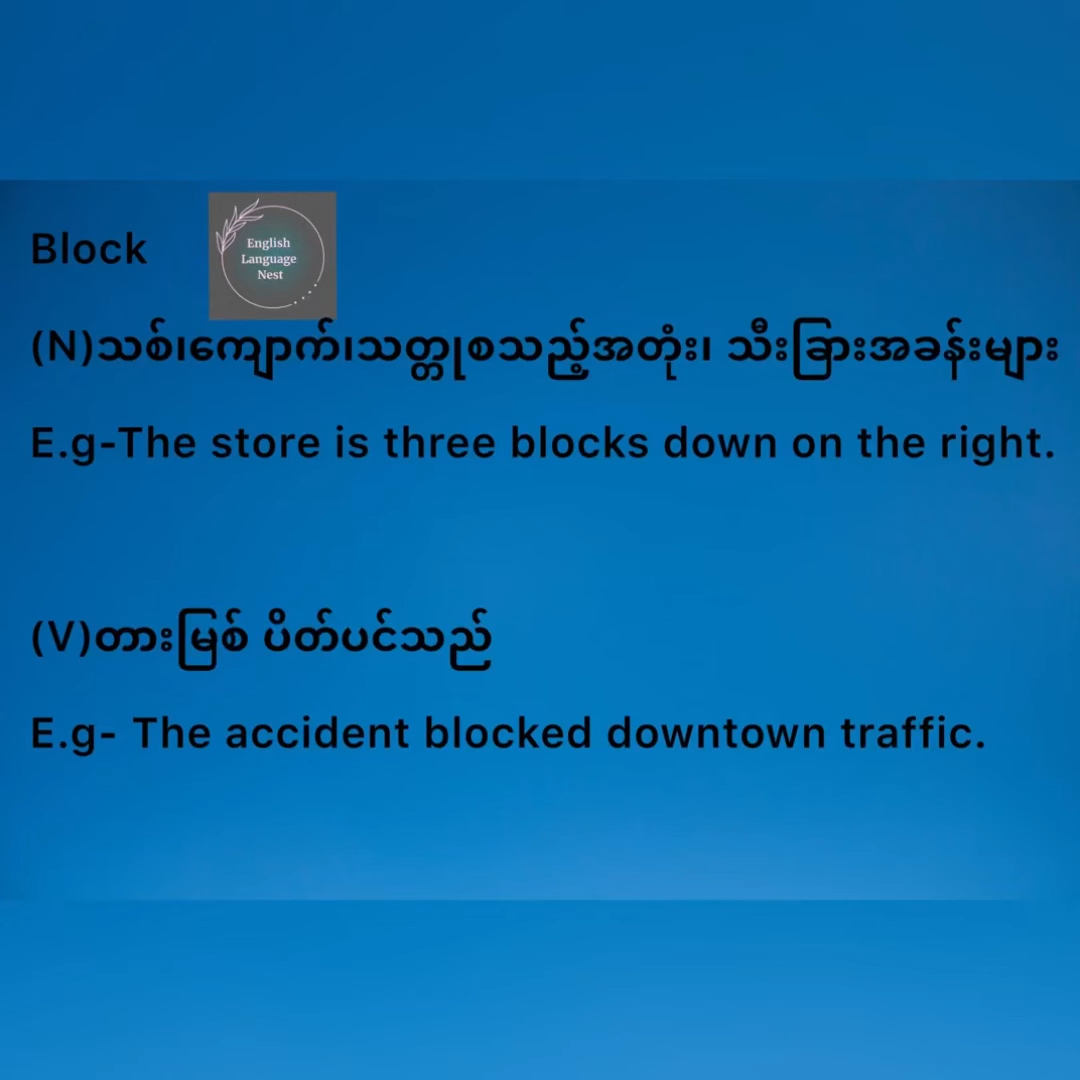 Block
English
Language
Nest
(N)သစ်၊ကျောက်၊သတ္တုစသည့်အတုံး၊ သီးခြားအခန်းများ
E.g-The store is three blocks down on the right.
(V)တားမြစ် ပိတ်ပင်သည်
E.g- The accident blocked downtown traffic.